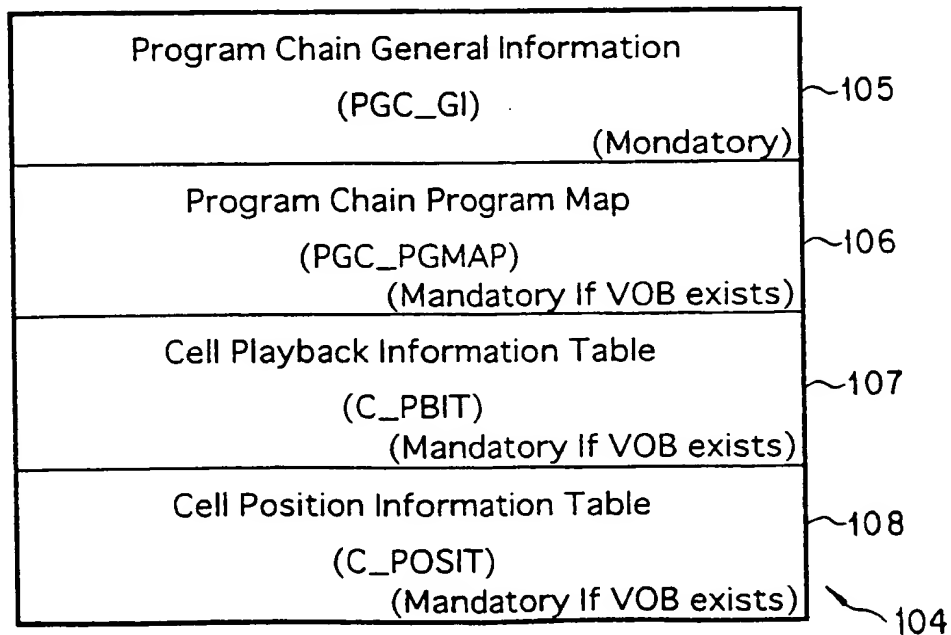 Program Chain General Information
(PGC_GI)
(Mondatory)
105
Program Chain Program Map
(PGC_PGMAP)
(Mandatory If VOB exists)
106
Cell Playback Information Table
(C_PBIT)
(Mandatory If VOB exists)
107
Cell Position Information Table
(C_POSIT)
(Mandatory If VOB exists)
108
104